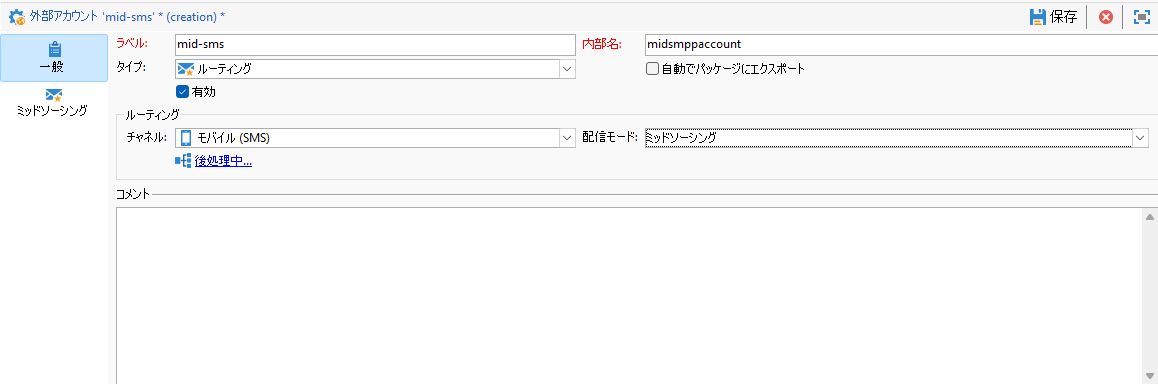 外部アカウント 'mid-sms' * (creation) *
保存
一般
ミッドソーシング
ラベル: mid-sms 内部名: midsmppaccount
タイプ: ルーティング 自動でパッケージにエクスポート
有効
ルーティング
チャネル: モバイル (SMS) 配信モード: ミッドソーシング
後処理中...
コメント